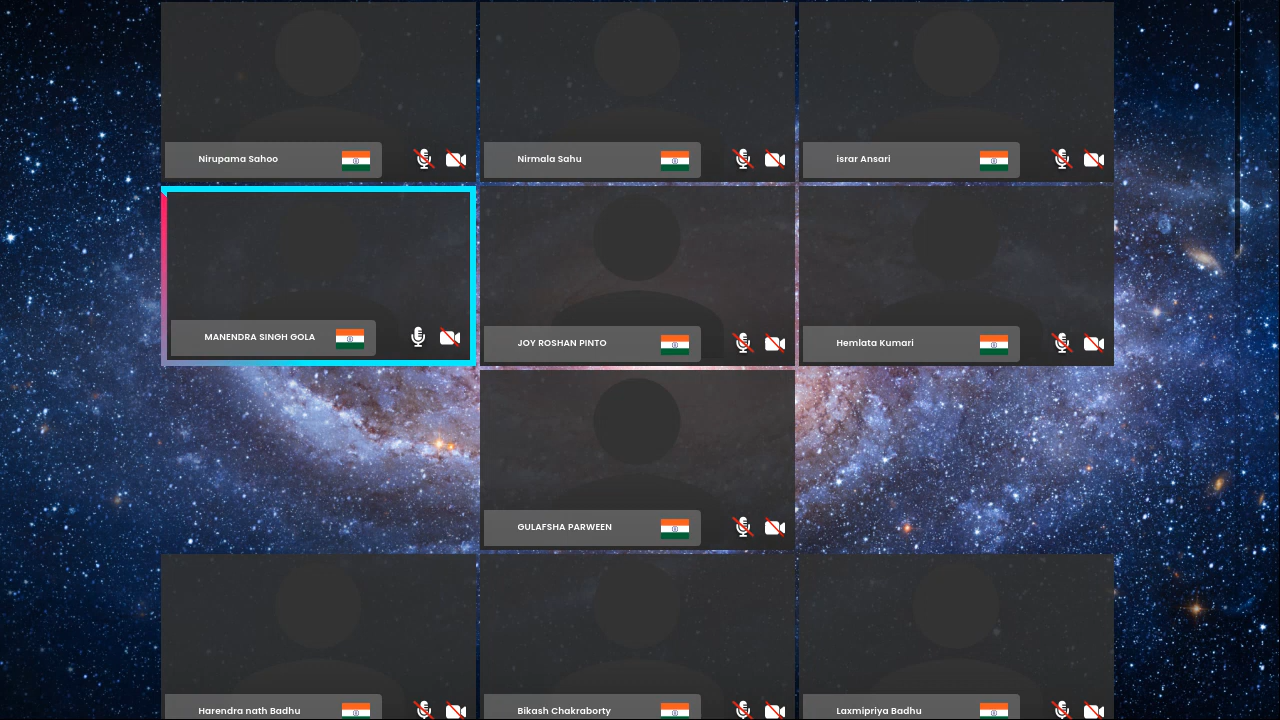 Nirupama Sahoo
Nirmala Sahu
israr Ansari
MANENDRA SINGH GOLA
JOY ROSHAN PINTO
Hemlata Kumari
GULAFSHA PARWEEN
Harendra nath Badhu
Bikash Chakraborty
Laxmipriya Badhu